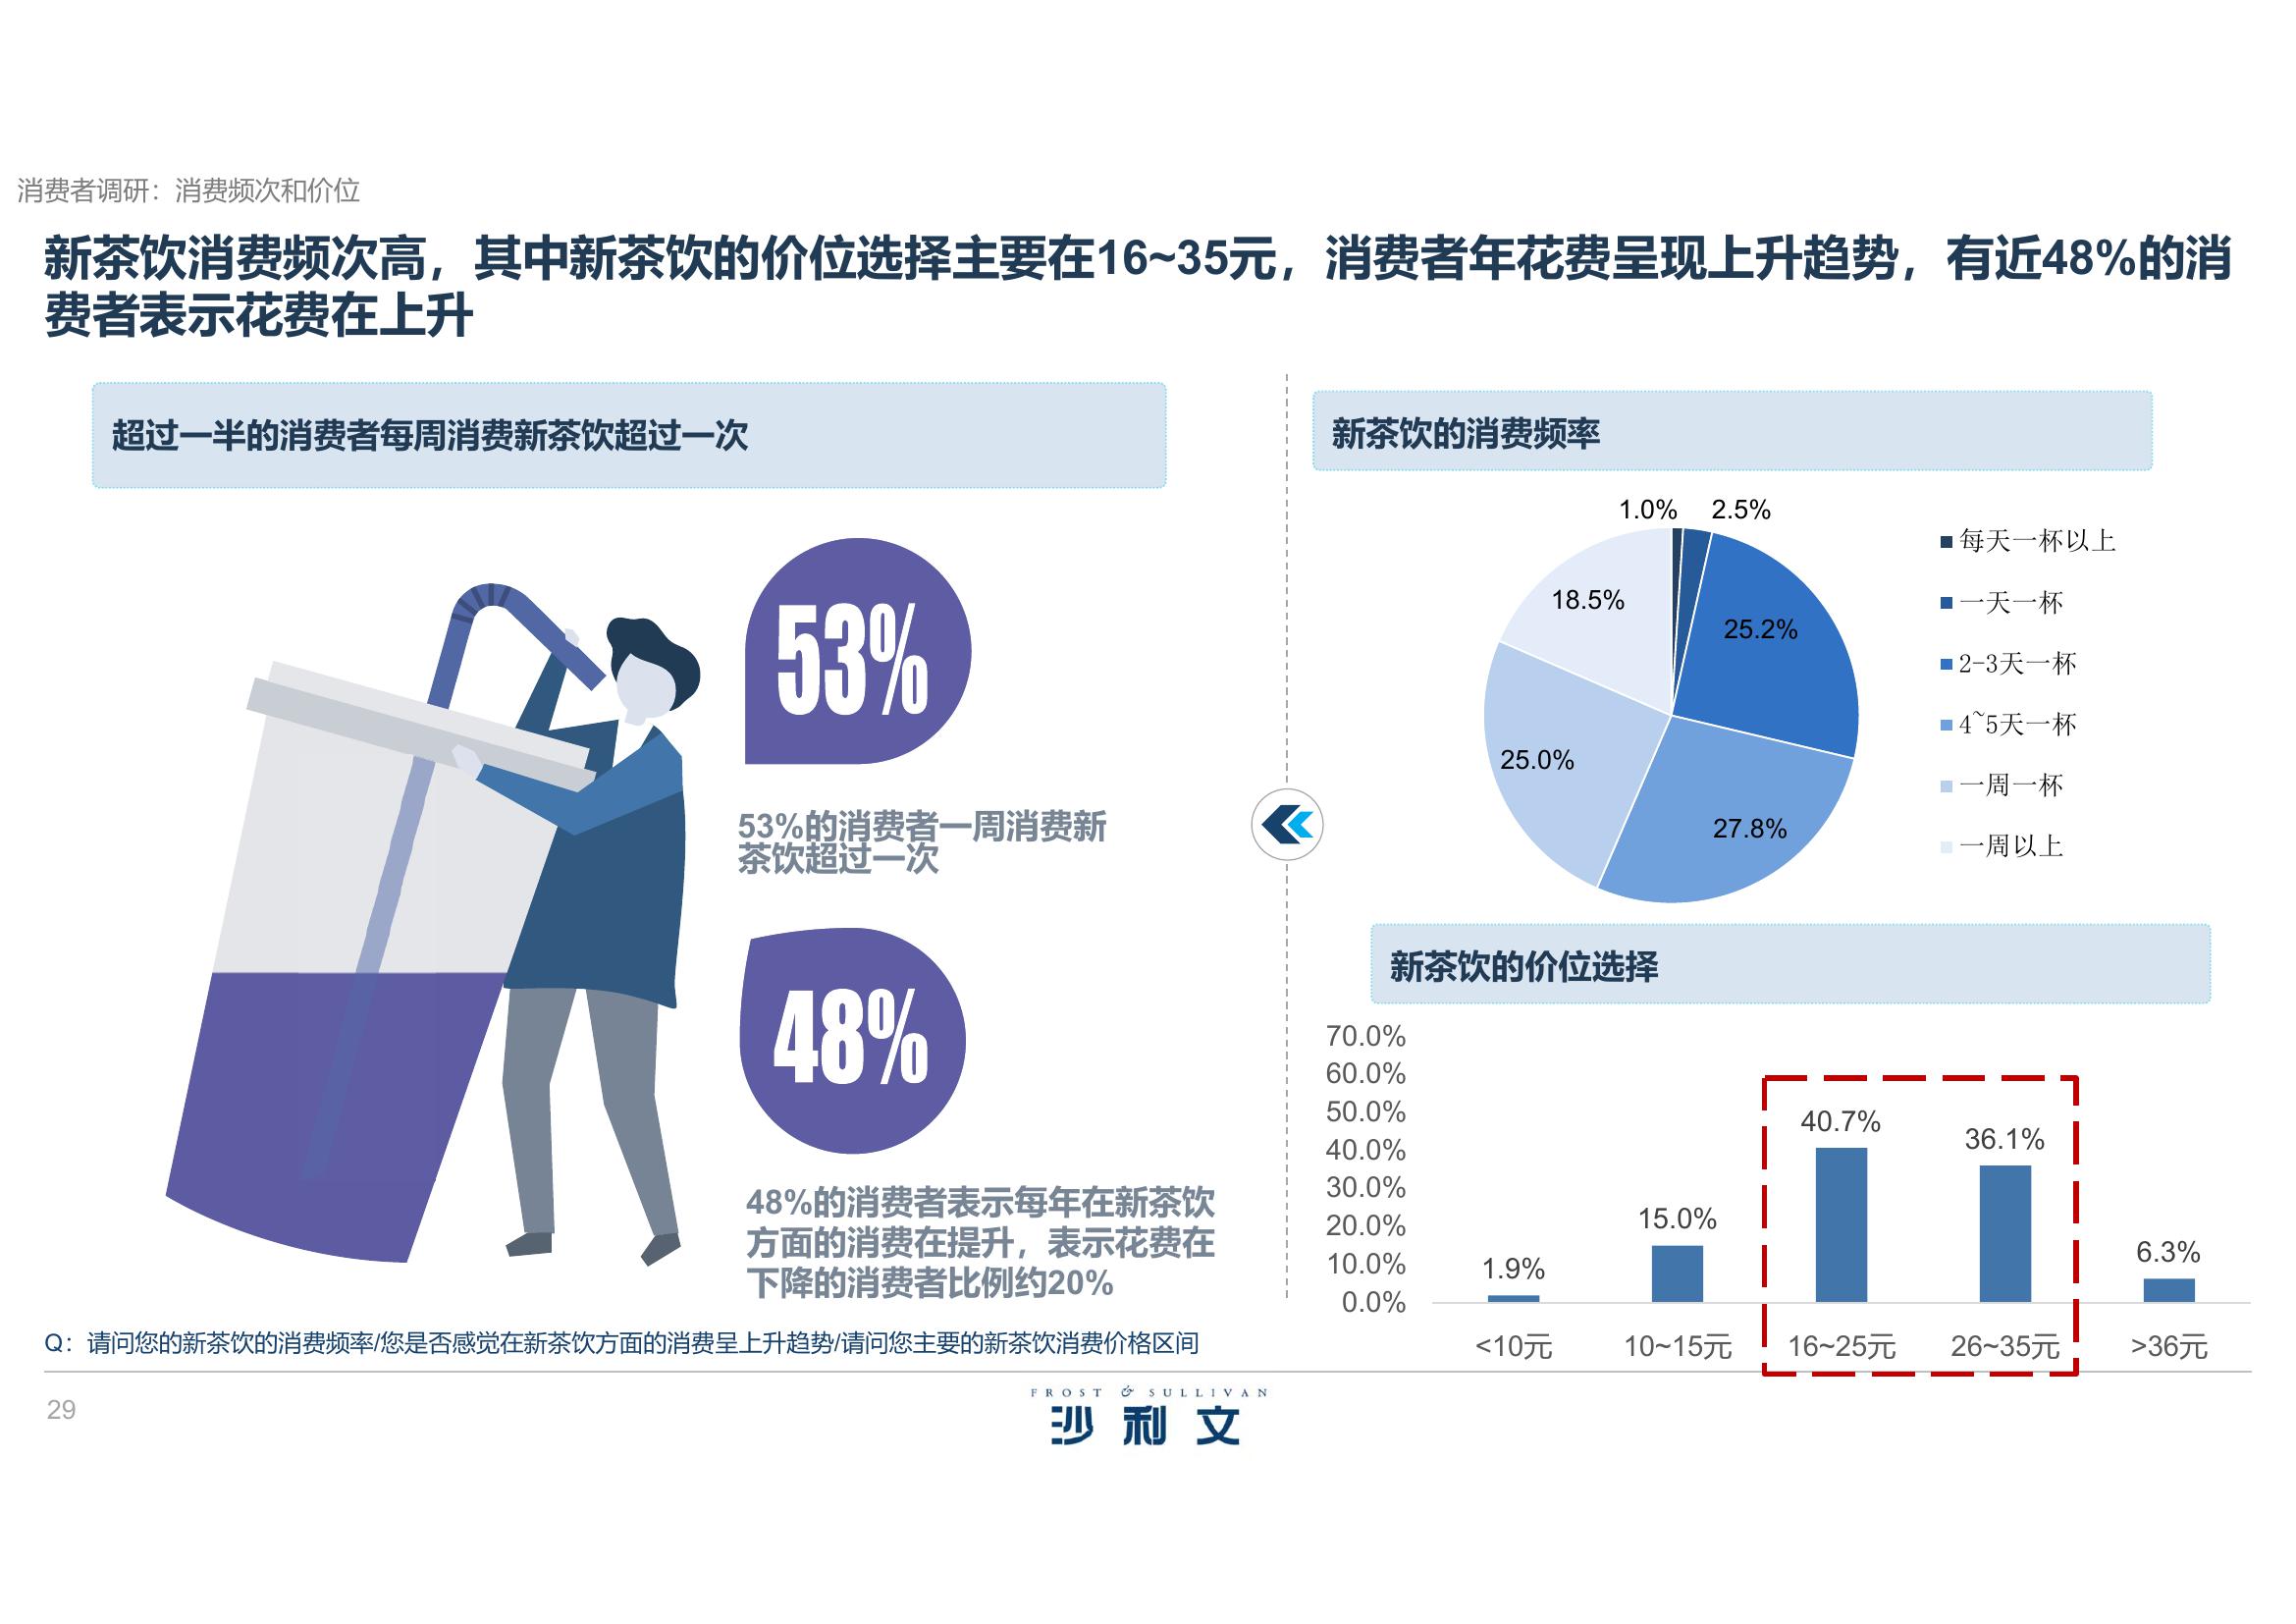 消费者调研：消费频次和价位
新茶饮消费频次高，其中新茶饮的价位选择主要在16~35元，消费者年花费呈现上升趋势，有近48%的消
费者表示花费在上升
超过一半的消费者每周消费新茶饮超过一次
53%
53%的消费者一周消费新
茶饮超过一次
48%
48%的消费者表示每年在新茶饮
方面的消费在提升，表示花费在
下降的消费者比例约20%
新茶饮的消费频率
1.0%
2.5%
25.2%
27.8%
25.0%
18.5%
每天一杯以上
一天一杯
2-3天一杯
4~5天一杯
一周一杯
一周以上
新茶饮的价位选择
70.0%
60.0%
50.0%
40.0%
30.0%
20.0%
10.0%
0.0%
1.9%
15.0%
40.7%
36.1%
6.3%
<10元
10~15元
16~25元
26~35元
>36元
Q：请问您的新茶饮的消费频率/您是否感觉在新茶饮方面的消费呈上升趋势/请问您主要的新茶饮消费价格区间
29
FROST & SULLIVAN
沙利文